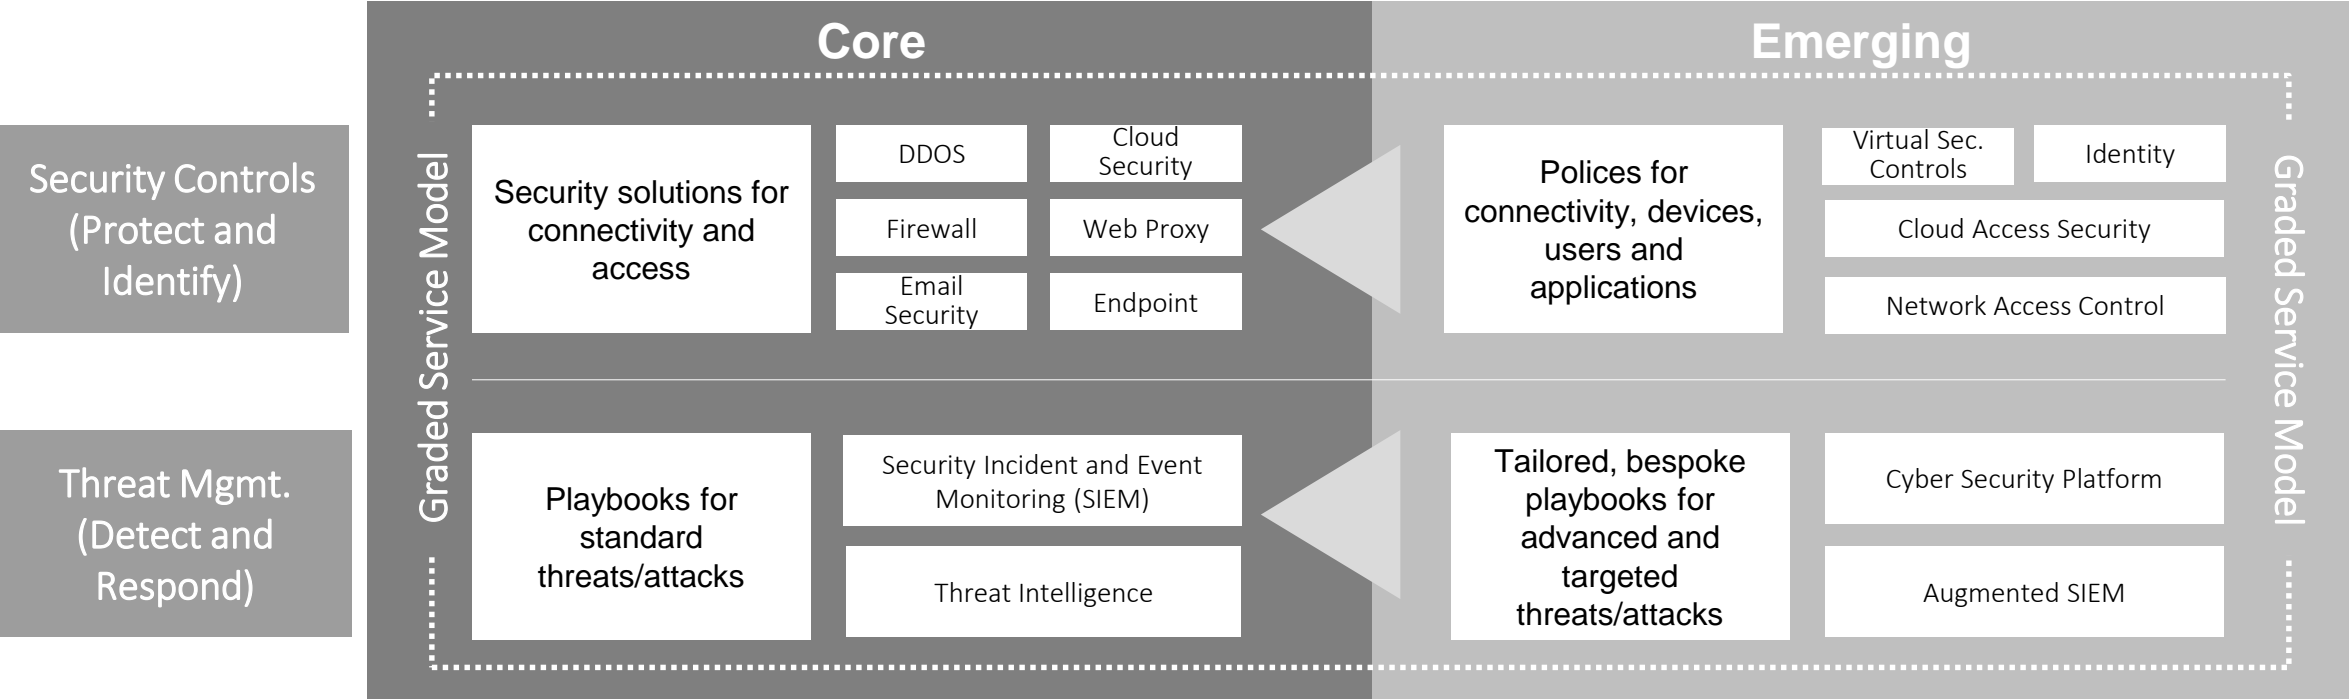 Core
Emerging
Security Controls
(Protect and
Identify)
Graded Service Model
Security solutions for
connectivity and
access
DDOS
Cloud
Security
Firewall
Web Proxy
Email
Security
Endpoint
Polices for
connectivity, devices,
users and
applications
Virtual Sec.
Controls
Identity
Cloud Access Security
Network Access Control
Graded Service Model
Threat Mgmt.
(Detect and
Respond)
Playbooks for
standard
threats/attacks
Security Incident and Event
Monitoring (SIEM)
Threat Intelligence
Tailored, bespoke
playbooks for
advanced and
targeted
threats/attacks
Cyber Security Platform
Augmented SIEM